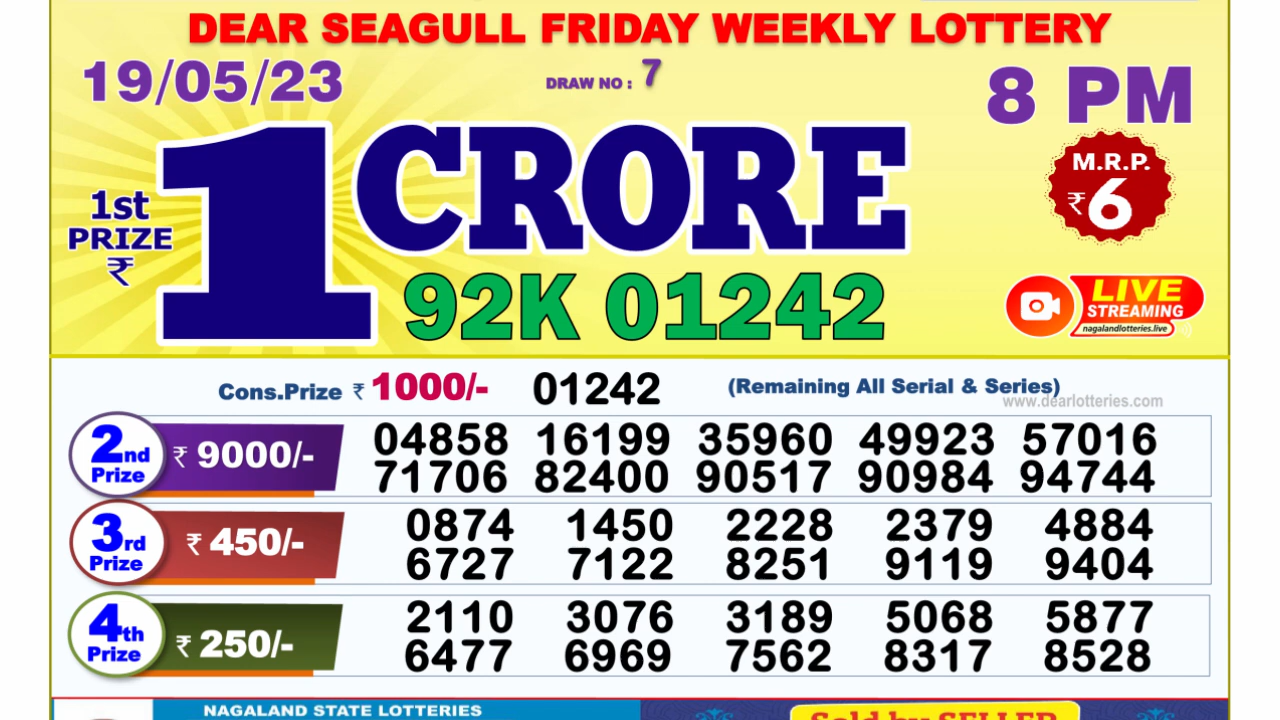 DEAR SEAGULL FRIDAY WEEKLY LOTTERY
19/05/23
DRAW NO : 7
8 PM
1st
PRIZE
₹
1 CRORE
M.R.P.
₹6
92K 01242
LIVE
STREAMING
nagalandlotteries.live
Cons.Prize ₹ 1000/- 01242 (Remaining All Serial & Series)
www.dearlotteries.com
2nd Prize ₹ 9000/-
04858 16199 35960 49923 57016
71706 82400 90517 90984 94744
3rd Prize ₹ 450/-
0874 1450 2228 2379 4884
6727 7122 8251 9119 9404
4th Prize ₹ 250/-
2110 3076 3189 5068 5877
6477 6969 7562 8317 8528
NAGALAND STATE LOTTERIES
Sold by SELLER